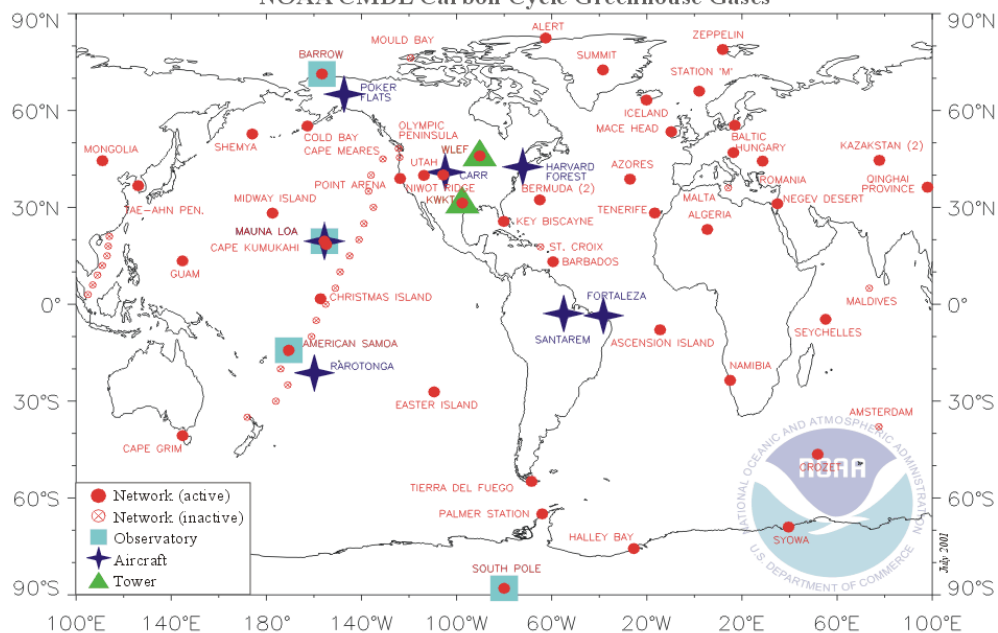 NOAA CMDL Carbon Cycle Greenhouse Gases
90°N
90°N
ALERT
ZEPPELIN
MOULD BAY
BARROW
SUMMIT
STATION 'M'
POKER
FLATS
60°N
60°N
ICELAND
MACE HEAD
SHEMYA
COLD BAY
OLYMPIC
PENINSULA
CAPE MEARES
WLEF
BALTIC
HUNGARY
KAZAKSTAN (2)
MONGOLIA
UTAH
CARR
HARVARD
FOREST
AZORES
QINGHAI
PROVINCE
ROMANIA
POINT ARENA
NIWOT RIDGE
BERMUDA (2)
TAE-AHN PEN.
MIDWAY ISLAND
KWKT
MALTA
NEGEV DESERT
30°N
30°N
TENERIFE
ALGERIA
KEY BISCAYNE
MAUNA LOA
CAPE KUMUKAHI
ST. CROIX
GUAM
BARBADOS
CHRISTMAS ISLAND
FORTALEZA
MALDIVES
0°
0°
SANTAREM
ASCENSION ISLAND
SEYCHELLES
AMERICAN SAMOA
RAROTONGA
NAMIBIA
30°S
30°S
EASTER ISLAND
AMSTERDAM
CAPE GRIM
NATIONAL OCEANIC AND ATMOSPHERIC ADMINISTRATION
NOAA
CROZET
TIERRA DEL FUEGO
Network (active)
60°S
60°S
Network (inactive)
PALMER STATION
Observatory
HALLEY BAY
SYOWA
Aircraft
Tower
SOUTH POLE
U.S. DEPARTMENT OF COMMERCE
July 2001
90°S
90°S
100°E
140°E
180°
140°W
100°W
60°W
20°W
20°E
60°E
100°E